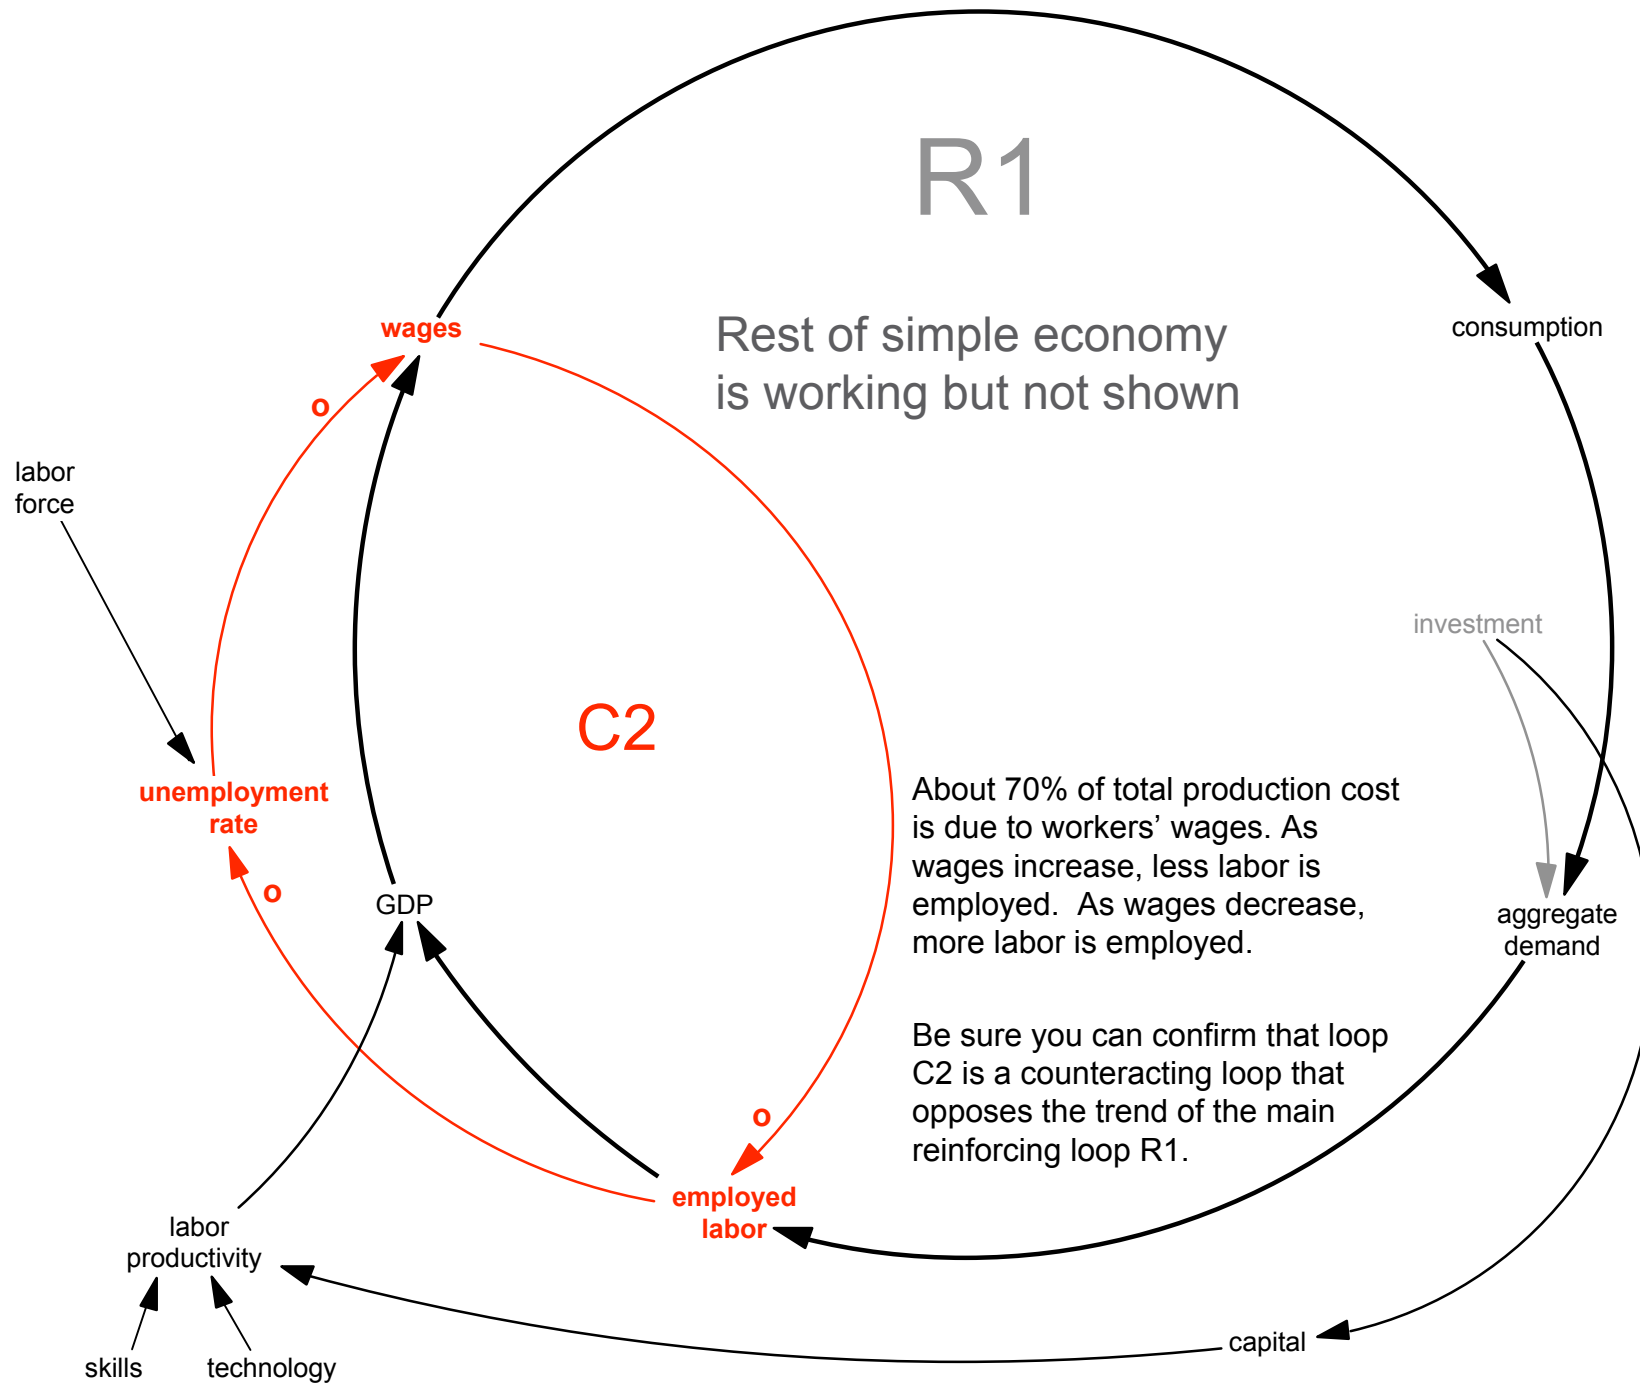 R1
Rest of simple economy
is working but not shown
wages
consumption
o
labor
force
investment
C2
unemployment
rate
o
GDP
About 70% of total production cost
is due to workers’ wages. As
wages increase, less labor is
employed.  As wages decrease,
more labor is employed.
aggregate
demand
Be sure you can confirm that loop
C2 is a counteracting loop that
opposes the trend of the main
reinforcing loop R1.
o
employed
labor
labor
productivity
capital
skills
technology